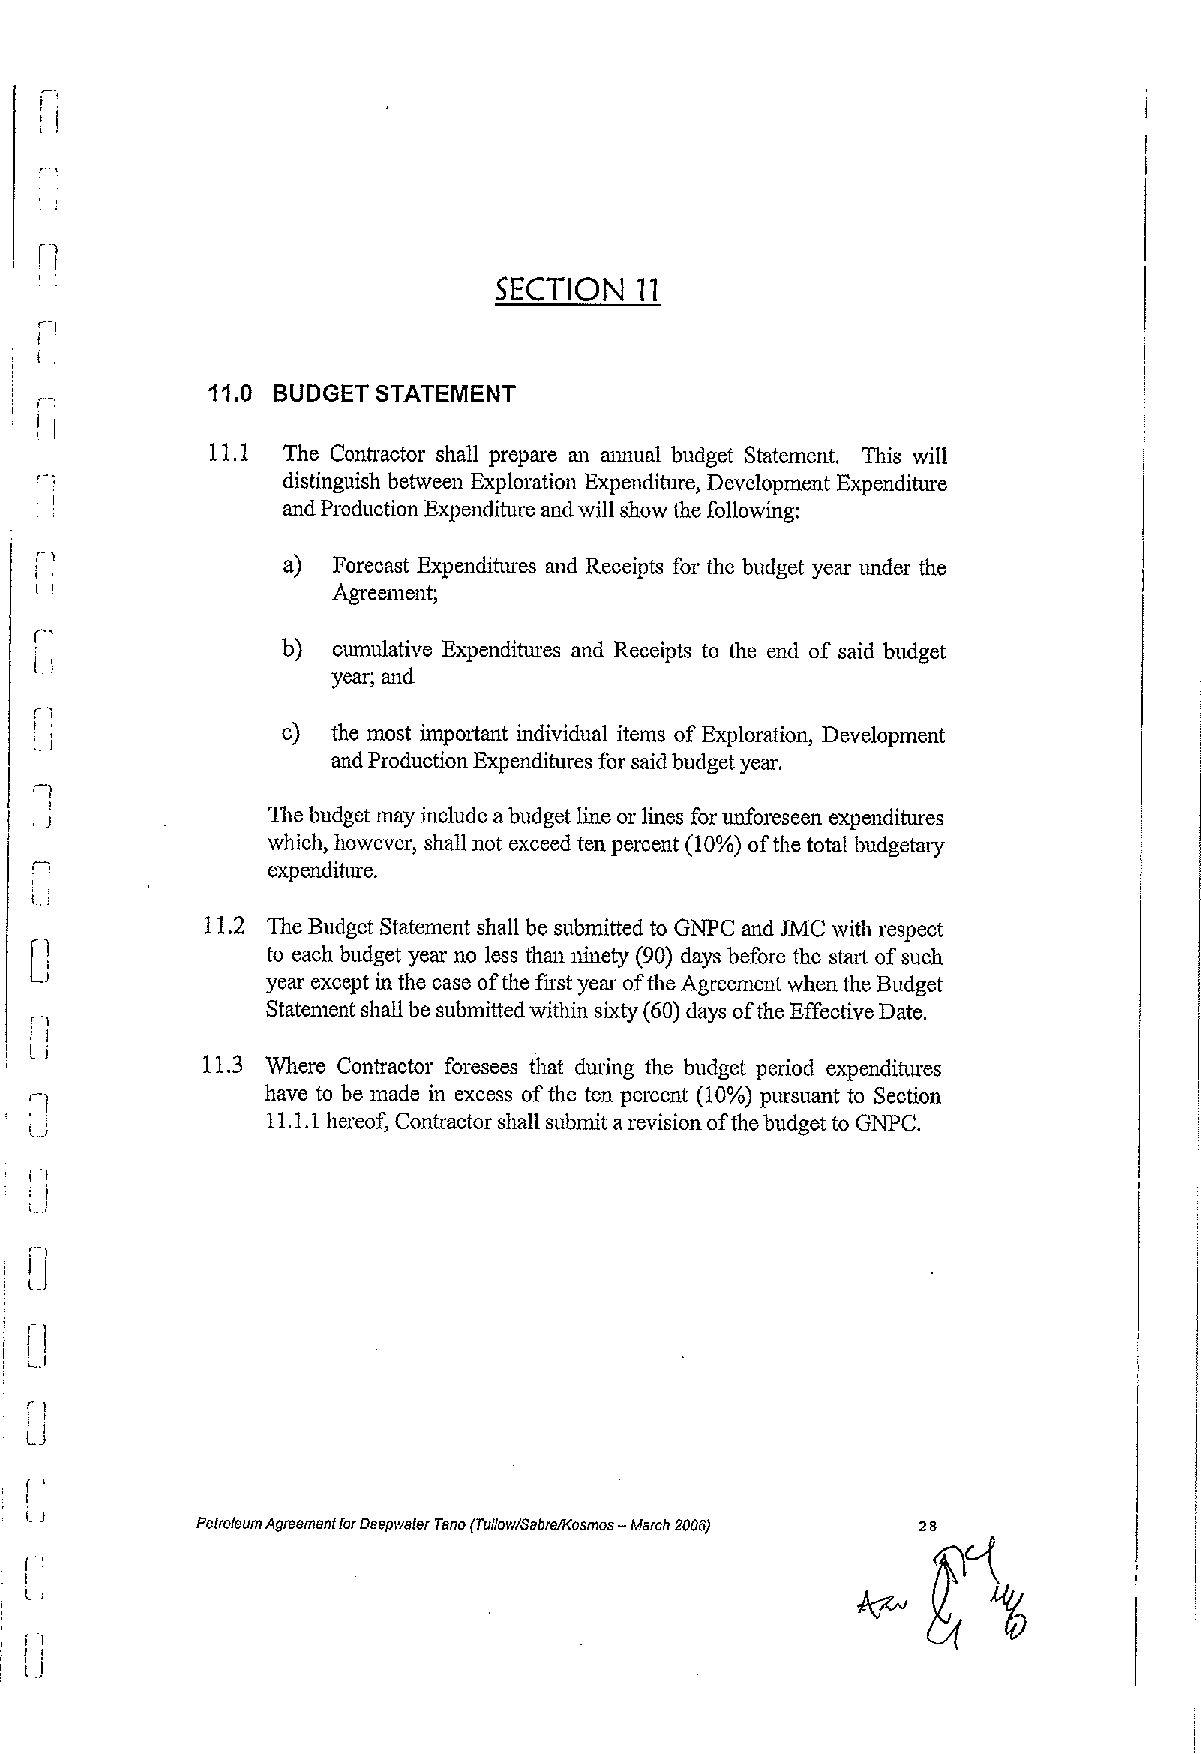 SECTION 11
11.0 BUDGET STATEMENT
11.1 The Contractor shall prepare an annual budget Statement. This will
distinguish between Exploration Expenditure, Development Expenditure
and Production Expenditure and will show the following:
a) Forecast Expenditures and Receipts for the budget year under the
Agreement;
b) cumulative Expenditures and Receipts to the end of said budget
year; and
c) the most important individual items of Exploration, Development
and Production Expenditures for said budget year.
The budget may include a budget line or lines for unforeseen expenditures
which, however, shall not exceed ten percent (10%) of the total budgetary
expenditure.
11.2 The Budget Statement shall be submitted to GNPC and JMC with respect
to each budget year no less than ninety (90) days before the start of such
year except in the case of the first year of the Agreement when the Budget
Statement shall be submitted within sixty (60) days of the Effective Date.
11.3 Where Contractor foresees that during the budget period expenditures
have to be made in excess of the ten percent (10%) pursuant to Section
11.1.1 hereof, Contractor shall submit a revision of the budget to GNPC.
Petroleum Agreement for Deepwater Tano (Tullow/Sabre/Kosmos – March 2006) 28